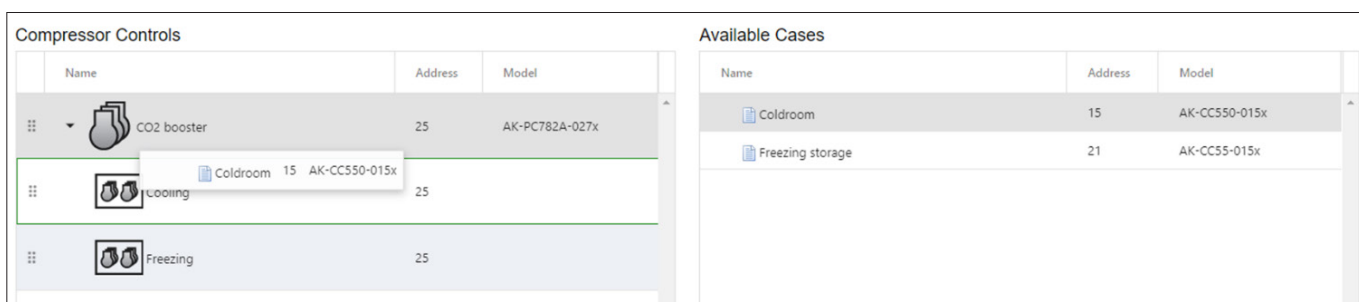 Compressor Controls
Name Address Model
CO2 booster 25 AK-PC782A-027x
Coldroom 15 AK-CC550-015x
Cooling 25
Freezing 25
Available Cases
Name Address Model
Coldroom 15 AK-CC550-015x
Freezing storage 21 AK-CC55-015x